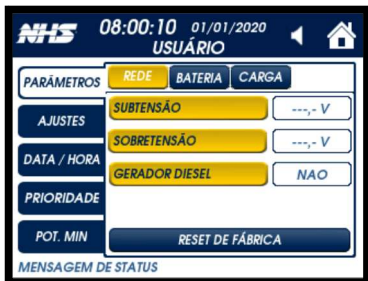 NHS
08:00:10 01/01/2020
USUÁRIO
PARÂMETROS
REDE BATERIA CARGA
SUBTENSÃO ---,- V
AJUSTES
SOBRETENSÃO ---,- V
DATA / HORA
GERADOR DIESEL NAO
PRIORIDADE
POT. MIN
RESET DE FÁBRICA
MENSAGEM DE STATUS